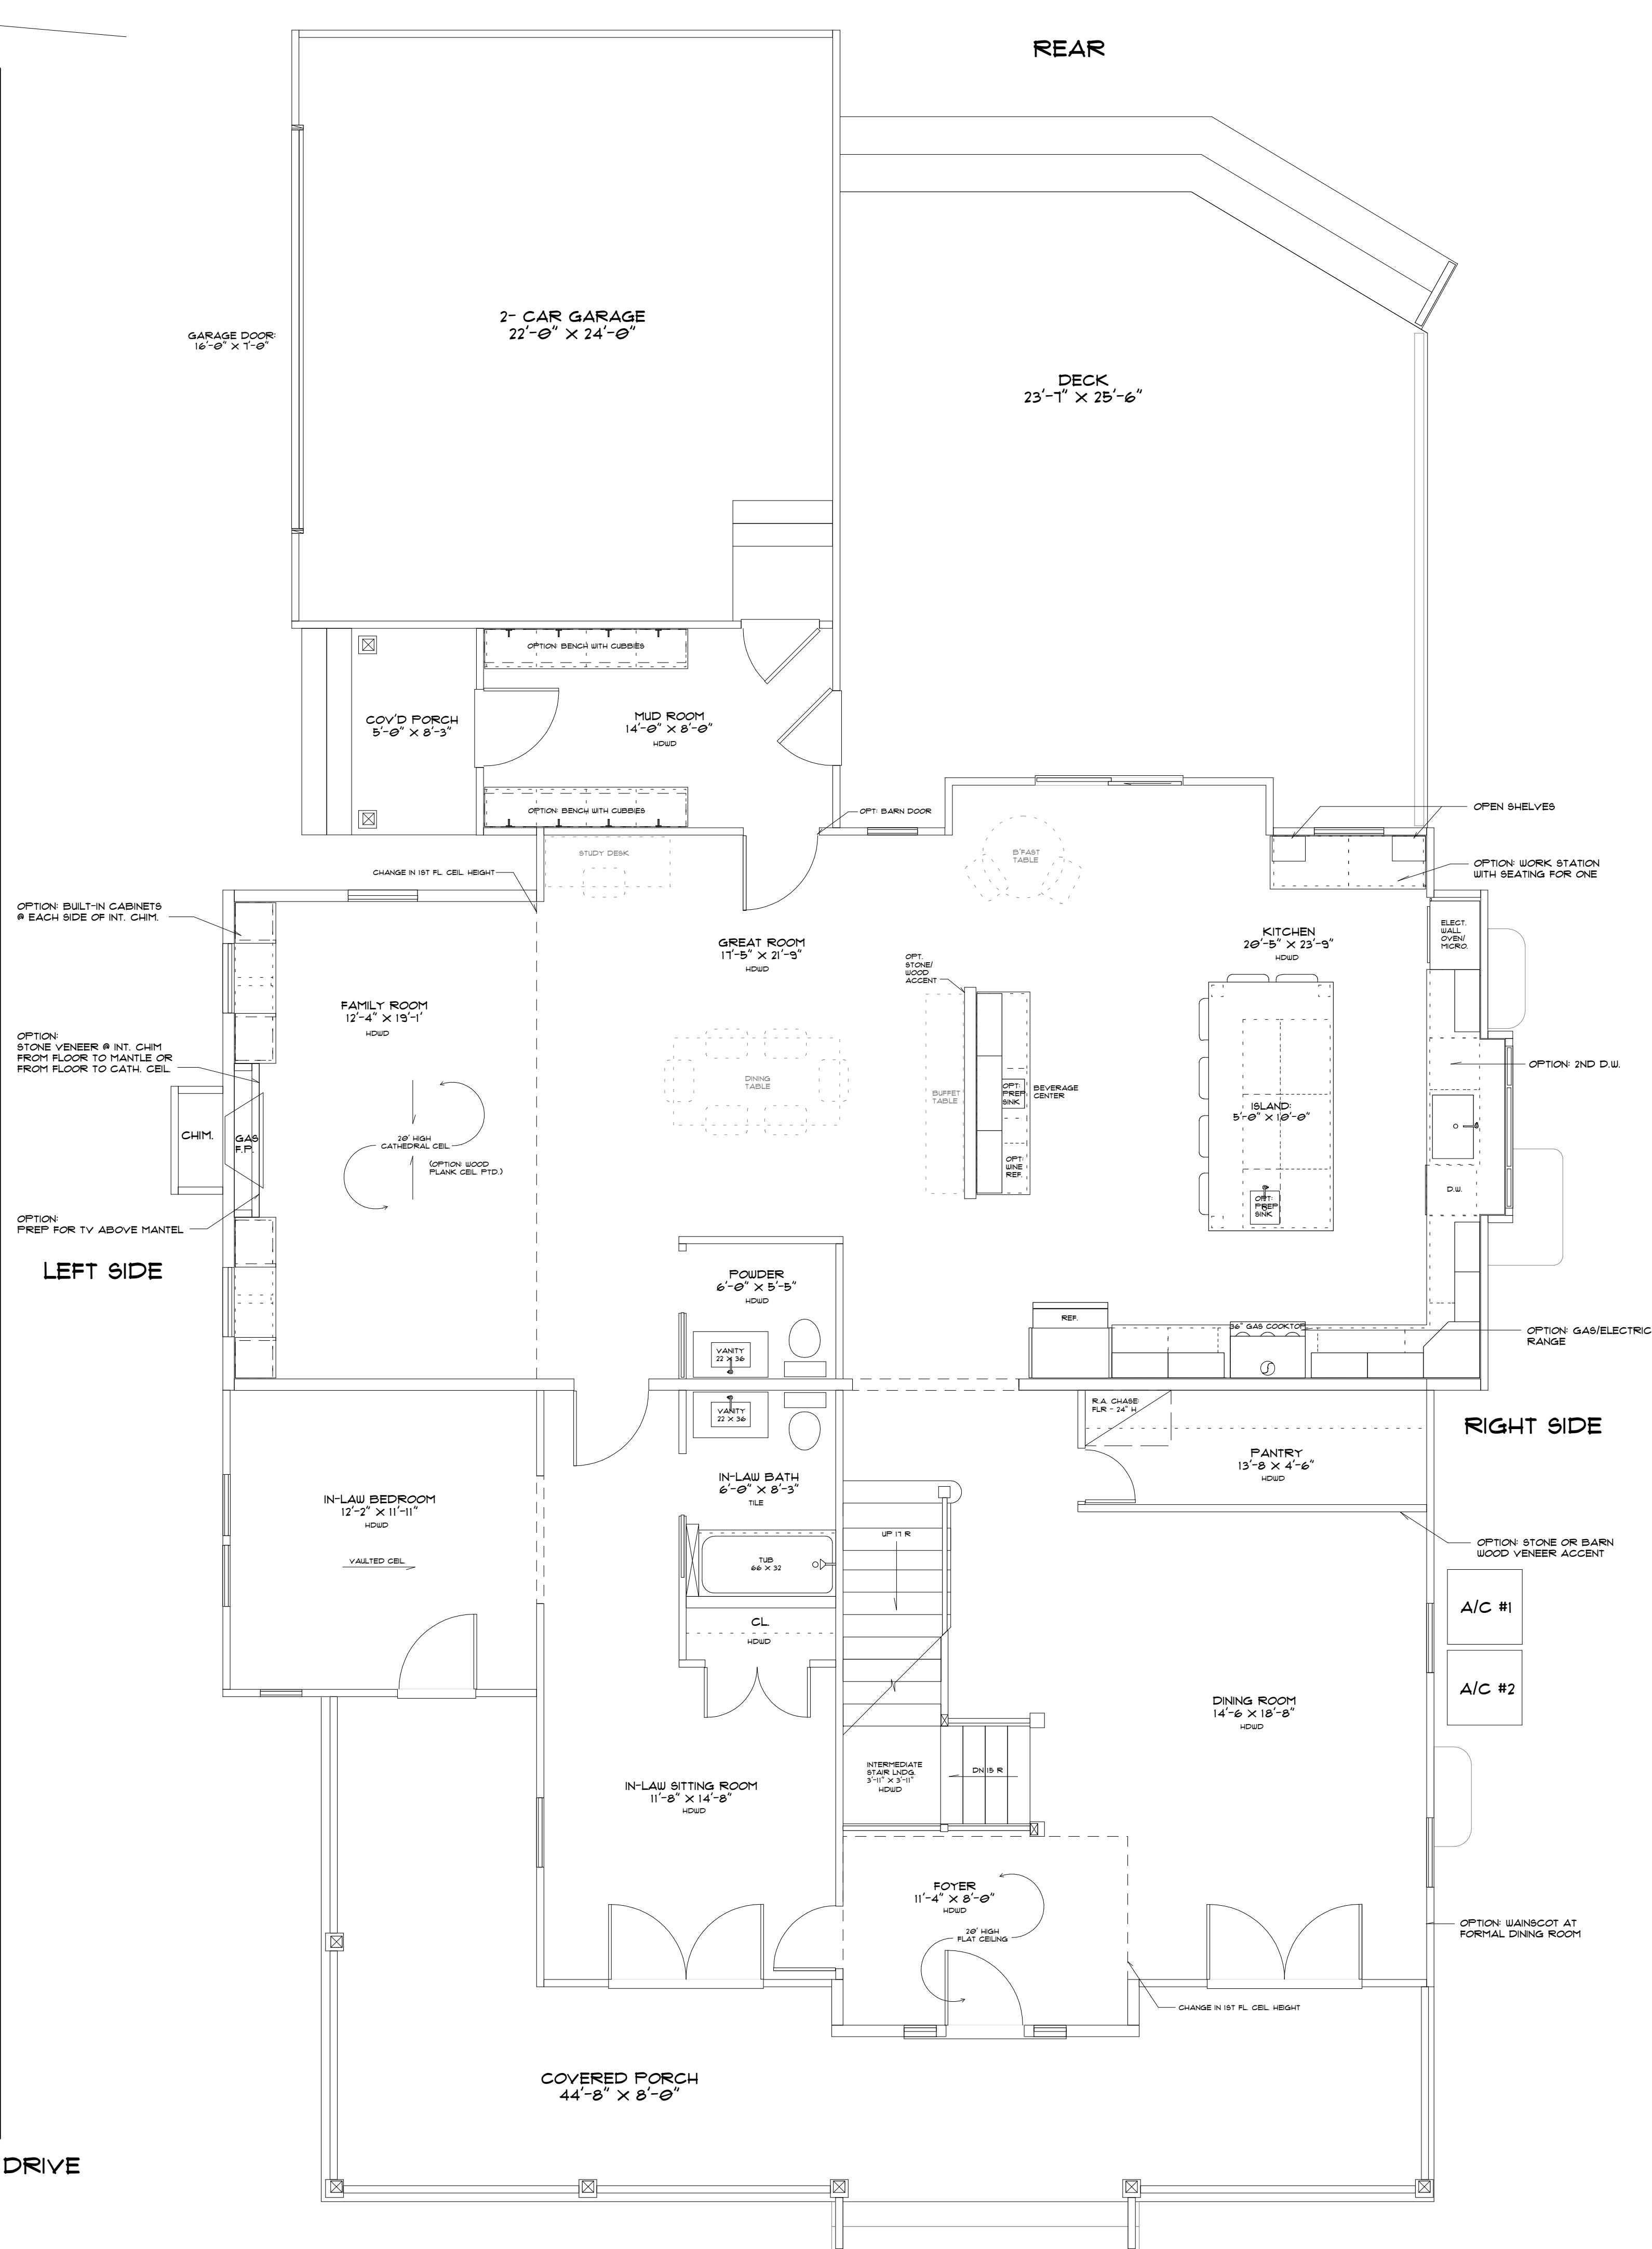 REAR
2- CAR GARAGE
22'-0" X 24'-0"
GARAGE DOOR:
16'-0" X 7'-0"
DECK
23'-7" X 25'-6"
OPTION: BENCH WITH CUBBIES
COV'D PORCH
5'-0" X 8'-3"
MUD ROOM
14'-0" X 8'-0"
HDWD
OPTION: BENCH WITH CUBBIES
OPT: BARN DOOR
OPEN SHELVES
STUDY DESK
B'FAST
TABLE
CHANGE IN 1ST FL. CEIL. HEIGHT
OPTION: WORK STATION
WITH SEATING FOR ONE
OPTION: BUILT-IN CABINETS
@ EACH SIDE OF INT. CHIM.
ELECT.
WALL
OVEN/
MICRO.
GREAT ROOM
17'-5" X 21'-9"
HDWD
KITCHEN
20'-5" X 23'-9"
HDWD
OPT.
STONE/
WOOD
ACCENT
FAMILY ROOM
12'-4" X 19'-1'
HDWD
OPTION:
STONE VENEER @ INT. CHIM
FROM FLOOR TO MANTLE OR
FROM FLOOR TO CATH. CEIL
OPTION: 2ND D.W.
DINING
TABLE
BUFFET
TABLE
OPT:
PREP
SINK
BEVERAGE
CENTER
ISLAND:
5'-0" X 10'-0"
CHIM.
GAS
F.P.
20' HIGH
CATHEDRAL CEIL
(OPTION: WOOD
PLANK CEIL. PTD.)
OPT:
WINE
REF.
D.W.
OPT:
PREP
SINK
OPTION:
PREP FOR TV ABOVE MANTEL
LEFT SIDE
POWDER
6'-0" X 5'-5"
HDWD
REF.
36" GAS COOKTOP
OPTION: GAS/ELECTRIC
RANGE
VANITY
22 X 36
VANITY
22 X 36
R.A. CHASE:
FLR - 24" H
RIGHT SIDE
PANTRY
13'-8 X 4'-6"
HDWD
IN-LAW BATH
6'-0" X 8'-3"
TILE
IN-LAW BEDROOM
12'-2" X 11'-11"
HDWD
UP 17 R
OPTION: STONE OR BARN
WOOD VENEER ACCENT
VAULTED CEIL
TUB
66 X 32
A/C #1
CL.
HDWD
A/C #2
DINING ROOM
14'-6 X 18'-8"
HDWD
INTERMEDIATE
STAIR LNDG.
3'-11" X 3'-11"
HDWD
DN 15 R
IN-LAW SITTING ROOM
11'-8" X 14'-8"
HDWD
FOYER
11'-4" X 8'-0"
HDWD
20' HIGH
FLAT CEILING
OPTION: WAINSCOT AT
FORMAL DINING ROOM
CHANGE IN 1ST FL. CEIL. HEIGHT
COVERED PORCH
44'-8" X 8'-0"
DRIVE